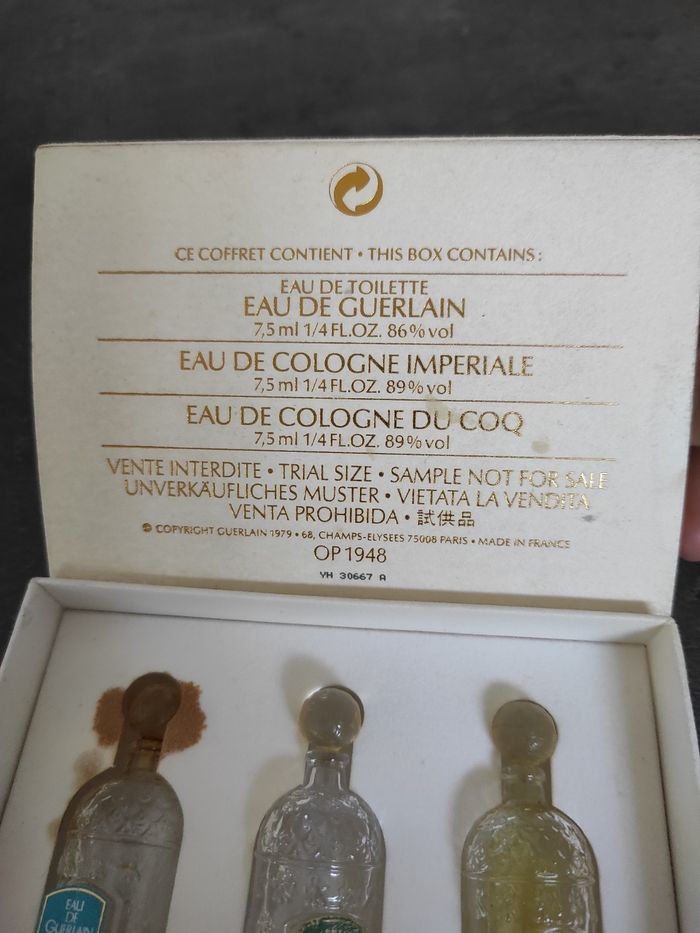 CE COFFRET CONTIENT • THIS BOX CONTAINS :
EAU DE TOILETTE
EAU DE GUERLAIN
7,5 ml 1/4 FL.OZ. 86% vol
EAU DE COLOGNE IMPERIALE
7,5 ml 1/4 FL.OZ. 89% vol
EAU DE COLOGNE DU COQ
7,5 ml 1/4 FL.OZ. 89% vol
VENTE INTERDITE • TRIAL SIZE • SAMPLE NOT FOR SALE
UNVERKÄUFLICHES MUSTER • VIETATA LA VENDITA
VENTA PROHIBIDA • 試供品
© COPYRIGHT GUERLAIN 1979 • 68, CHAMPS-ELYSEES 75008 PARIS • MADE IN FRANCE
OP 1948
YH 30667 A
EAU
DE
GUERLAIN